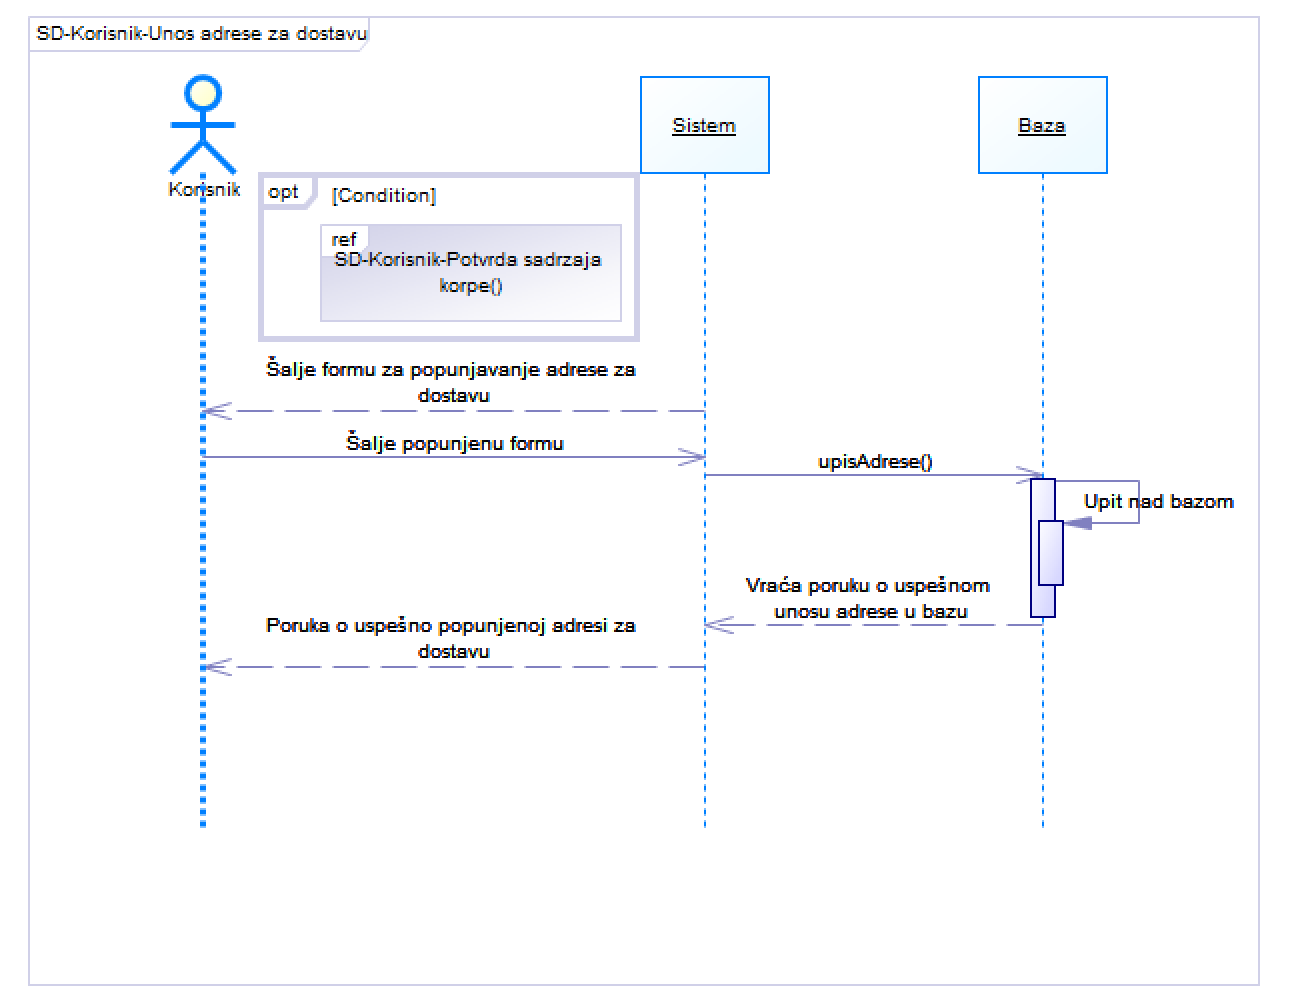 SD-Korisnik-Unos adrese za dostavu
Sistem
Baza
Korisnik
opt
[Condition]
ref
SD-Korisnik-Potvrda sadrzaja
korpe()
Šalje formu za popunjavanje adrese za
dostavu
Šalje popunjenu formu
upisAdrese()
Upit nad bazom
Vraća poruku o uspešnom
unosu adrese u bazu
Poruka o uspešno popunjenoj adresi za
dostavu